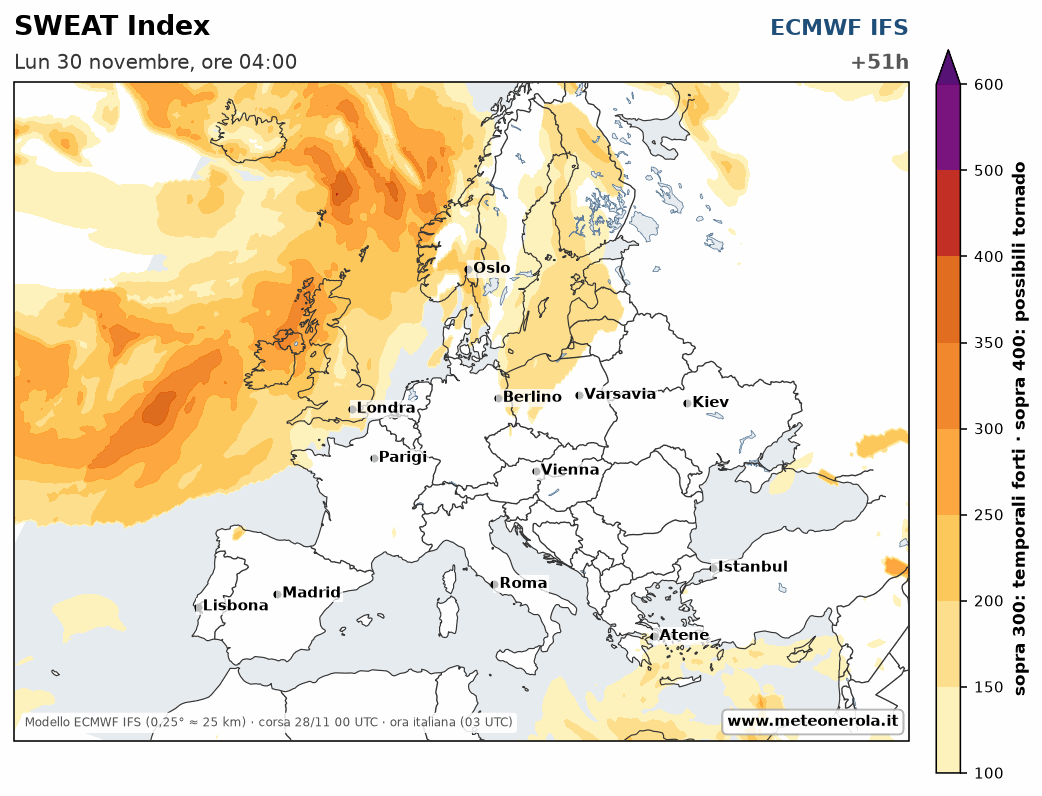 SWEAT Index
ECMWF IFS
Lun 30 novembre, ore 04:00
+51h
Oslo
Londra
Berlino
Varsavia
Kiev
Parigi
Vienna
Istanbul
Roma
Madrid
Lisbona
Atene
Modello ECMWF IFS (0,25° ≈ 25 km) · corsa 28/11 00 UTC · ora italiana (03 UTC)
www.meteonerola.it
600
500
400
350
300
250
200
150
100
sopra 300: temporali forti · sopra 400: possibili tornado